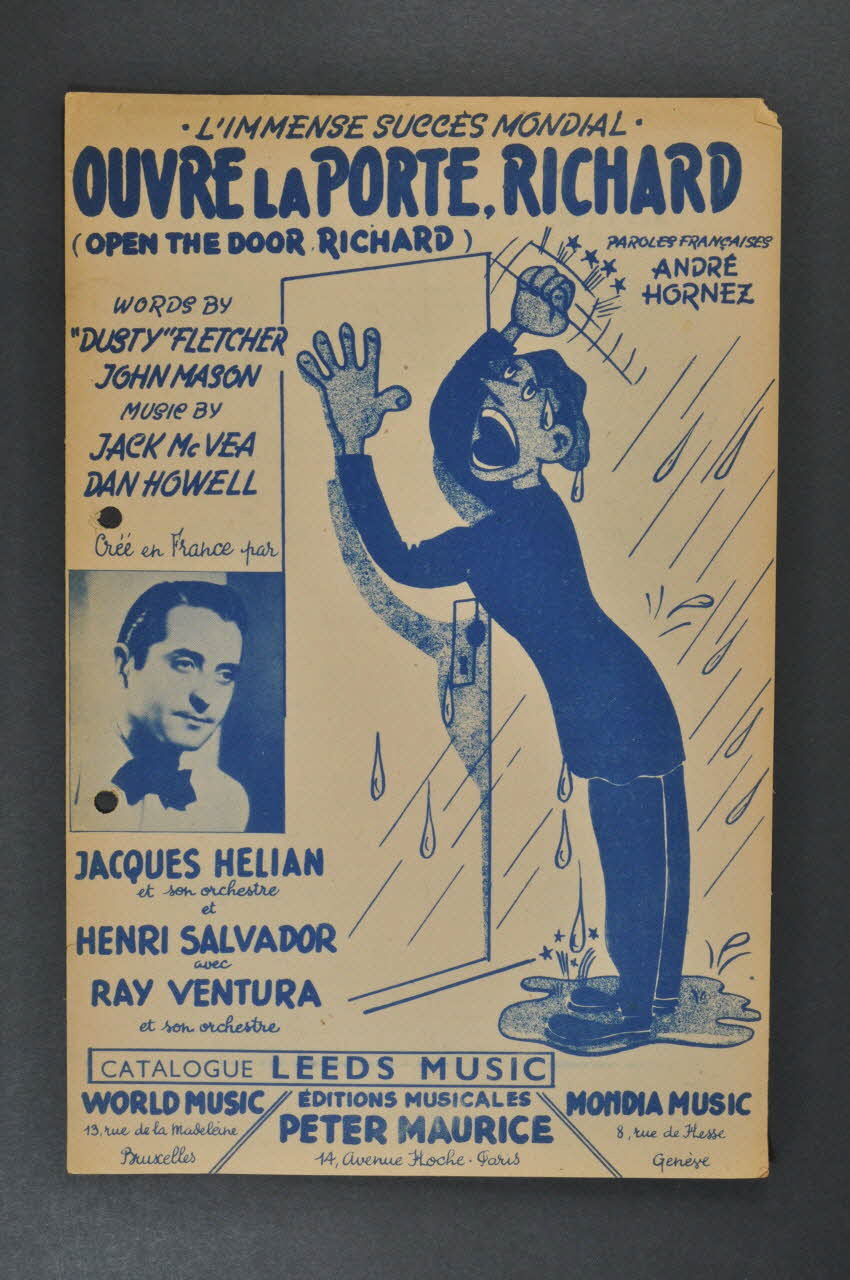 • L'IMMENSE SUCCÈS MONDIAL •
OUVRE LA PORTE, RICHARD
(OPEN THE DOOR RICHARD)
PAROLES FRANÇAISES
ANDRÉ
HORNEZ
WORDS BY
"DUSTY" FLETCHER
JOHN MASON
MUSIC BY
JACK McVEA
DAN HOWELL
Créé en France par
JACQUES HELIAN
et son orchestre
et
HENRI SALVADOR
avec
RAY VENTURA
et son orchestre
CATALOGUE LEEDS MUSIC
WORLD MUSIC
13, rue de la Madeleine
Bruxelles
ÉDITIONS MUSICALES
PETER MAURICE
14, Avenue Hoche - Paris
MONDIA MUSIC
8, rue de Hesse
Genève